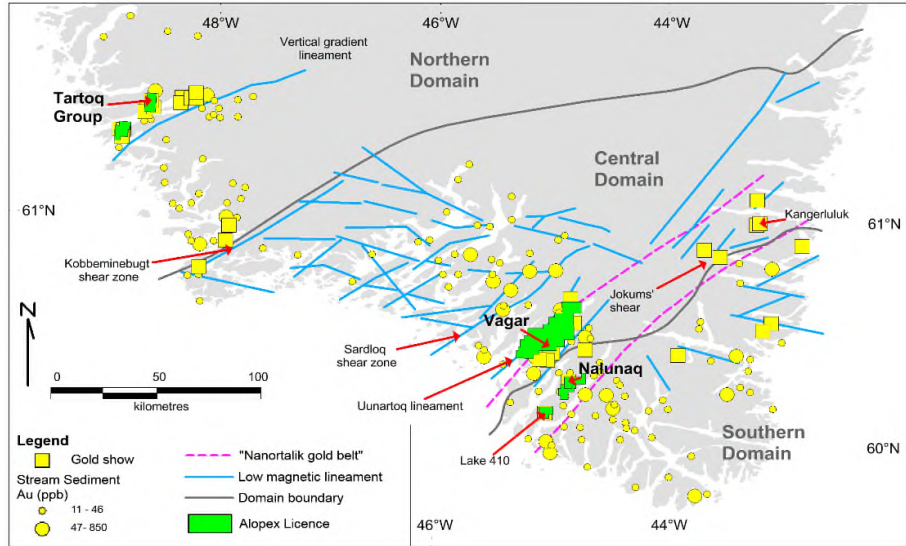 48°W
46°W
44°W
Vertical gradient
lineament
Northern
Domain
Tartoq
Group
Central
Domain
61°N
61°N
Kangerluluk
Kobbeminebugt
shear zone
Jokums'
shear
Z
Vagar
Sardloq
shear zone
Nalunaq
0
50
100
kilometres
Uunartoq lineament
Southern
Domain
Legend
Gold show
Stream Sediment
Au (ppb)
11 - 46
47- 850
"Nanortalik gold belt"
Low magnetic lineament
Domain boundary
Alopex Licence
Lake 410
60°N
46°W
44°W